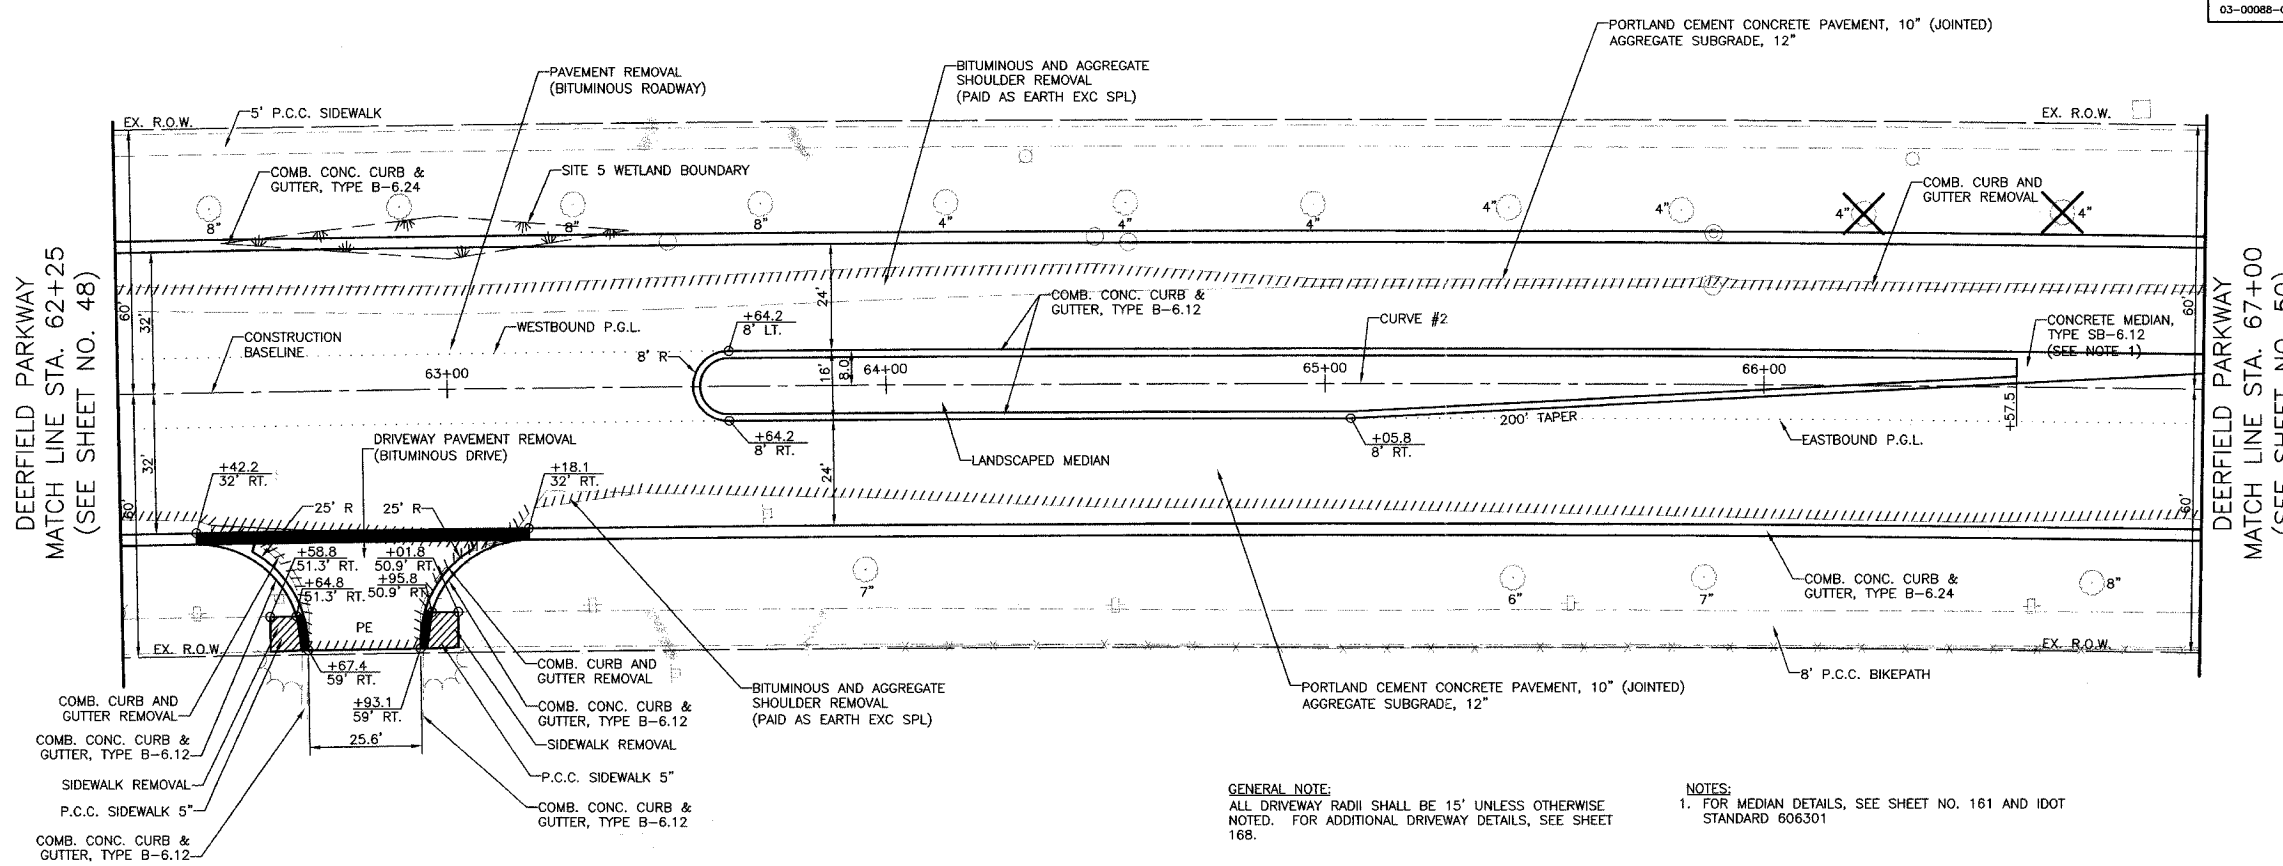 03-00088-0
PORTLAND CEMENT CONCRETE PAVEMENT, 10" (JOINTED)
AGGREGATE SUBGRADE, 12"
BITUMINOUS AND AGGREGATE
SHOULDER REMOVAL
(PAID AS EARTH EXC SPL)
PAVEMENT REMOVAL
(BITUMINOUS ROADWAY)
5' P.C.C. SIDEWALK
EX. R.O.W.
EX. R.O.W.
COMB. CONC. CURB &
GUTTER, TYPE B-6.24
SITE 5 WETLAND BOUNDARY
COMB. CURB AND
GUTTER REMOVAL
8"
8"
8"
4"
4"
4"
4"
4"
4"
4"
DEERFIELD PARKWAY
MATCH LINE STA. 62+25
(SEE SHEET NO. 48)
DEERFIELD PARKWAY
MATCH LINE STA. 67+00
(SEE SHEET NO. 50)
60'
32'
24'
60'
CONSTRUCTION
BASELINE
WESTBOUND P.G.L.
+64.2
8' LT.
COMB. CONC. CURB &
GUTTER, TYPE B-6.12
CURVE #2
CONCRETE MEDIAN,
TYPE SB-6.12
(SEE NOTE 1)
8' R
16'
8.0
63+00
64+00
65+00
66+00
+57.5
200' TAPER
EASTBOUND P.G.L.
+64.2
8' RT.
+05.8
8' RT.
LANDSCAPED MEDIAN
DRIVEWAY PAVEMENT REMOVAL
(BITUMINOUS DRIVE)
32'
24'
60'
60'
+42.2
32' RT.
+18.1
32' RT.
25' R
25' R
+58.8
51.3' RT.
+01.8
50.9' RT.
+64.8
51.3' RT.
+95.8
50.9' RT.
7"
6"
7"
8"
COMB. CONC. CURB &
GUTTER, TYPE B-6.24
PE
EX. R.O.W.
EX. R.O.W.
+67.4
59' RT.
+93.1
59' RT.
25.6'
COMB. CURB AND
GUTTER REMOVAL
COMB. CONC. CURB &
GUTTER, TYPE B-6.12
SIDEWALK REMOVAL
P.C.C. SIDEWALK 5"
COMB. CONC. CURB &
GUTTER, TYPE B-6.12
COMB. CURB AND
GUTTER REMOVAL
COMB. CONC. CURB &
GUTTER, TYPE B-6.12
SIDEWALK REMOVAL
P.C.C. SIDEWALK 5"
COMB. CONC. CURB &
GUTTER, TYPE B-6.12
BITUMINOUS AND AGGREGATE
SHOULDER REMOVAL
(PAID AS EARTH EXC SPL)
PORTLAND CEMENT CONCRETE PAVEMENT, 10" (JOINTED)
AGGREGATE SUBGRADE, 12"
8' P.C.C. BIKEPATH
GENERAL NOTE:
ALL DRIVEWAY RADII SHALL BE 15' UNLESS OTHERWISE
NOTED. FOR ADDITIONAL DRIVEWAY DETAILS, SEE SHEET
168.
NOTES:
1. FOR MEDIAN DETAILS, SEE SHEET NO. 161 AND IDOT
STANDARD 606301